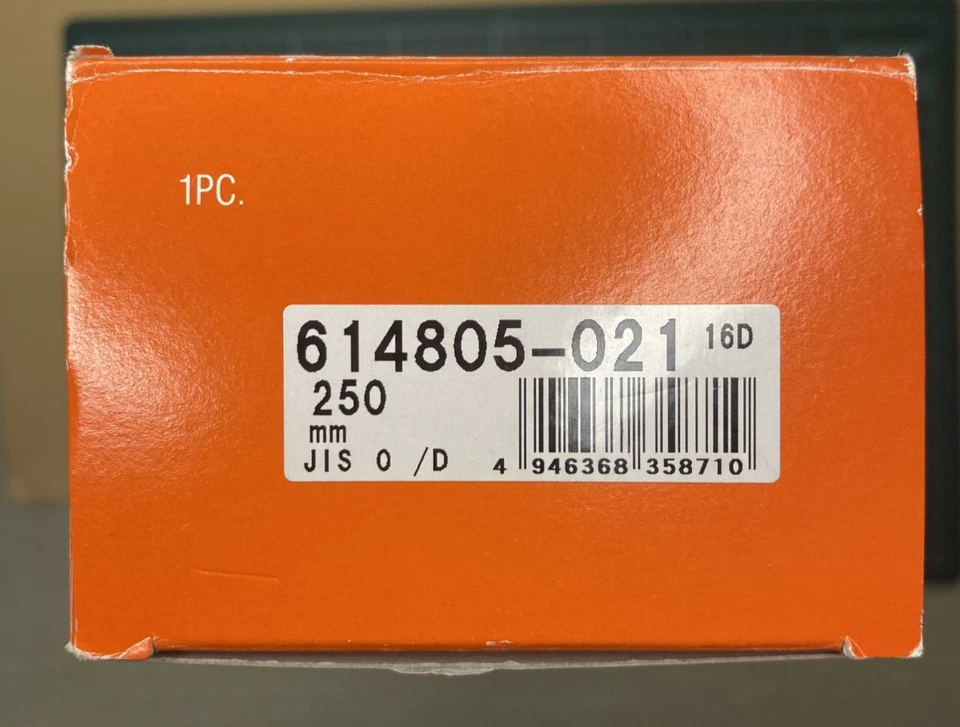 1PC.
614805-021 16D
250
mm
JIS 0 /D
4 946368 358710